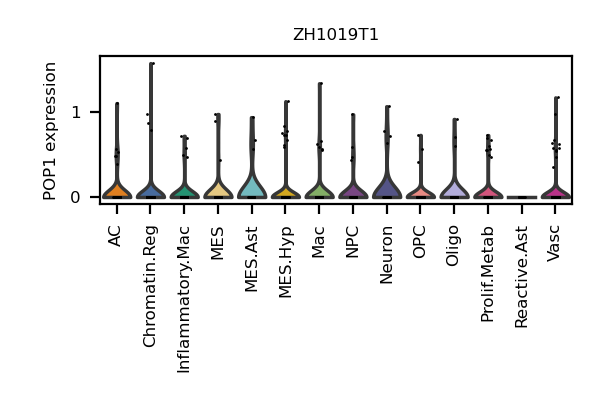 ZH1019T1
POP1 expression
1
0
AC
Chromatin.Reg
Inflammatory.Mac
MES
MES.Ast
MES.Hyp
Mac
NPC
Neuron
OPC
Oligo
Prolif.Metab
Reactive.Ast
Vasc